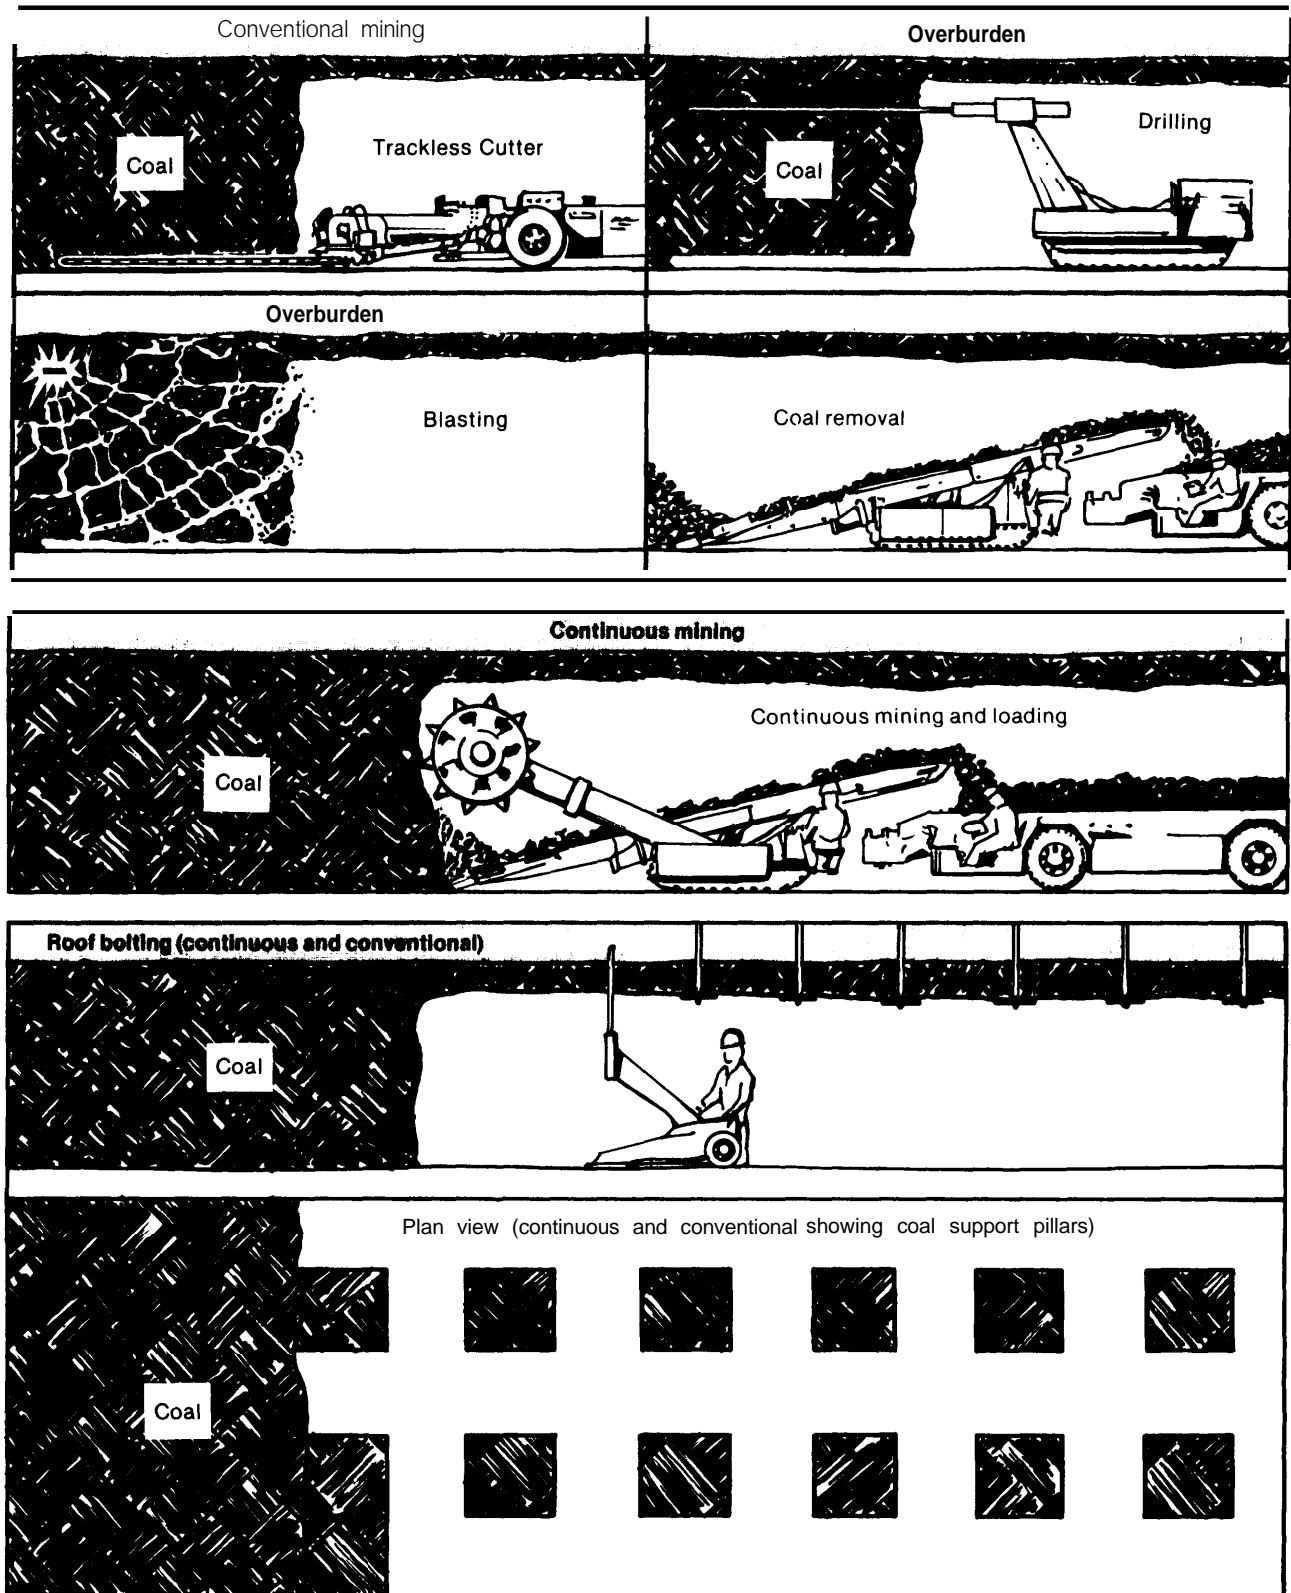 Conventional mining
Overburden
Coal
Trackless Cutter
Coal
Drilling
Overburden
Blasting
Coal removal
Continuous mining
Continuous mining and loading
Coal
Roof bolting (continuous and conventional)
Coal
Plan view (continuous and conventional showing coal support pillars)
Coal